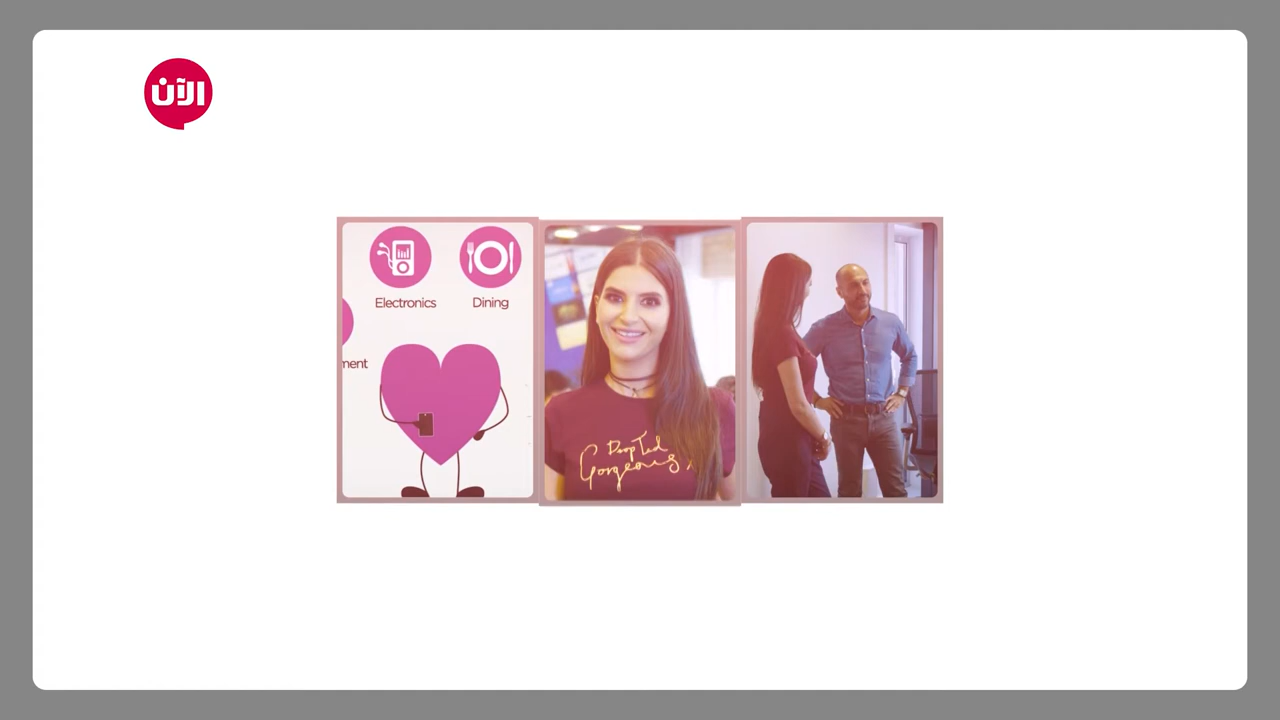 الآن
Electronics
Dining
ment
Gorgeous